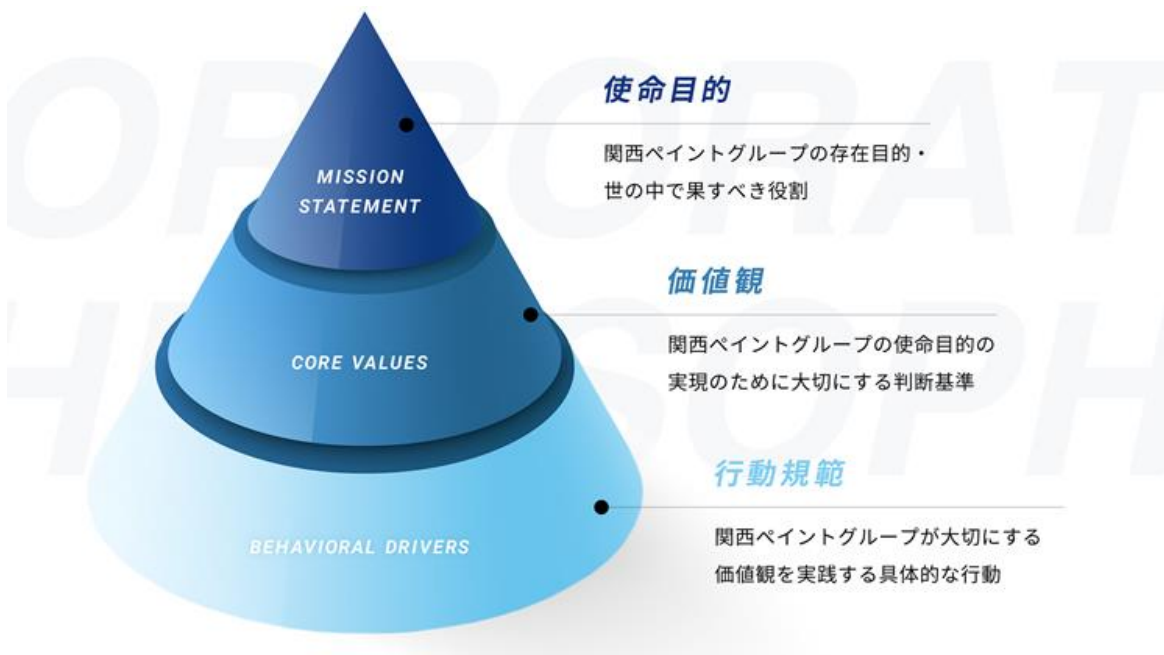 MISSION
STATEMENT
使命目的
関西ペイントグループの存在目的・
世の中で果すべき役割
CORE VALUES
価値観
関西ペイントグループの使命目的の
実現のために大切にする判断基準
BEHAVIORAL DRIVERS
行動規範
関西ペイントグループが大切にする
価値観を実践する具体的な行動